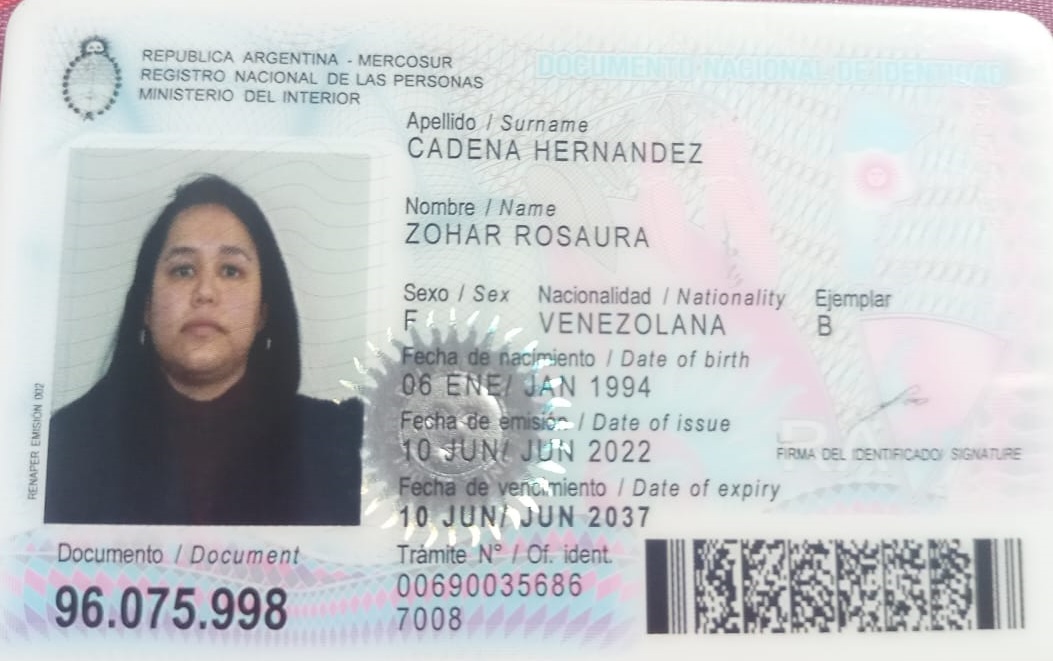 REPUBLICA ARGENTINA - MERCOSUR
REGISTRO NACIONAL DE LAS PERSONAS
MINISTERIO DEL INTERIOR
DOCUMENTO NACIONAL DE IDENTIDAD
Apellido / Surname
CADENA HERNANDEZ
Nombre / Name
ZOHAR ROSAURA
Sexo / Sex Nacionalidad / Nationality Ejemplar
F VENEZOLANA B
Fecha de nacimiento / Date of birth
06 ENE/ JAN 1994
Fecha de emisión / Date of issue
10 JUN/ JUN 2022
FIRMA DEL IDENTIFICADO/ SIGNATURE
Fecha de vencimiento / Date of expiry
10 JUN/ JUN 2037
RENAPER EMISIÓN 002
Documento / Document
96.075.998
Trámite N° / Of. ident.
00690035686
7008